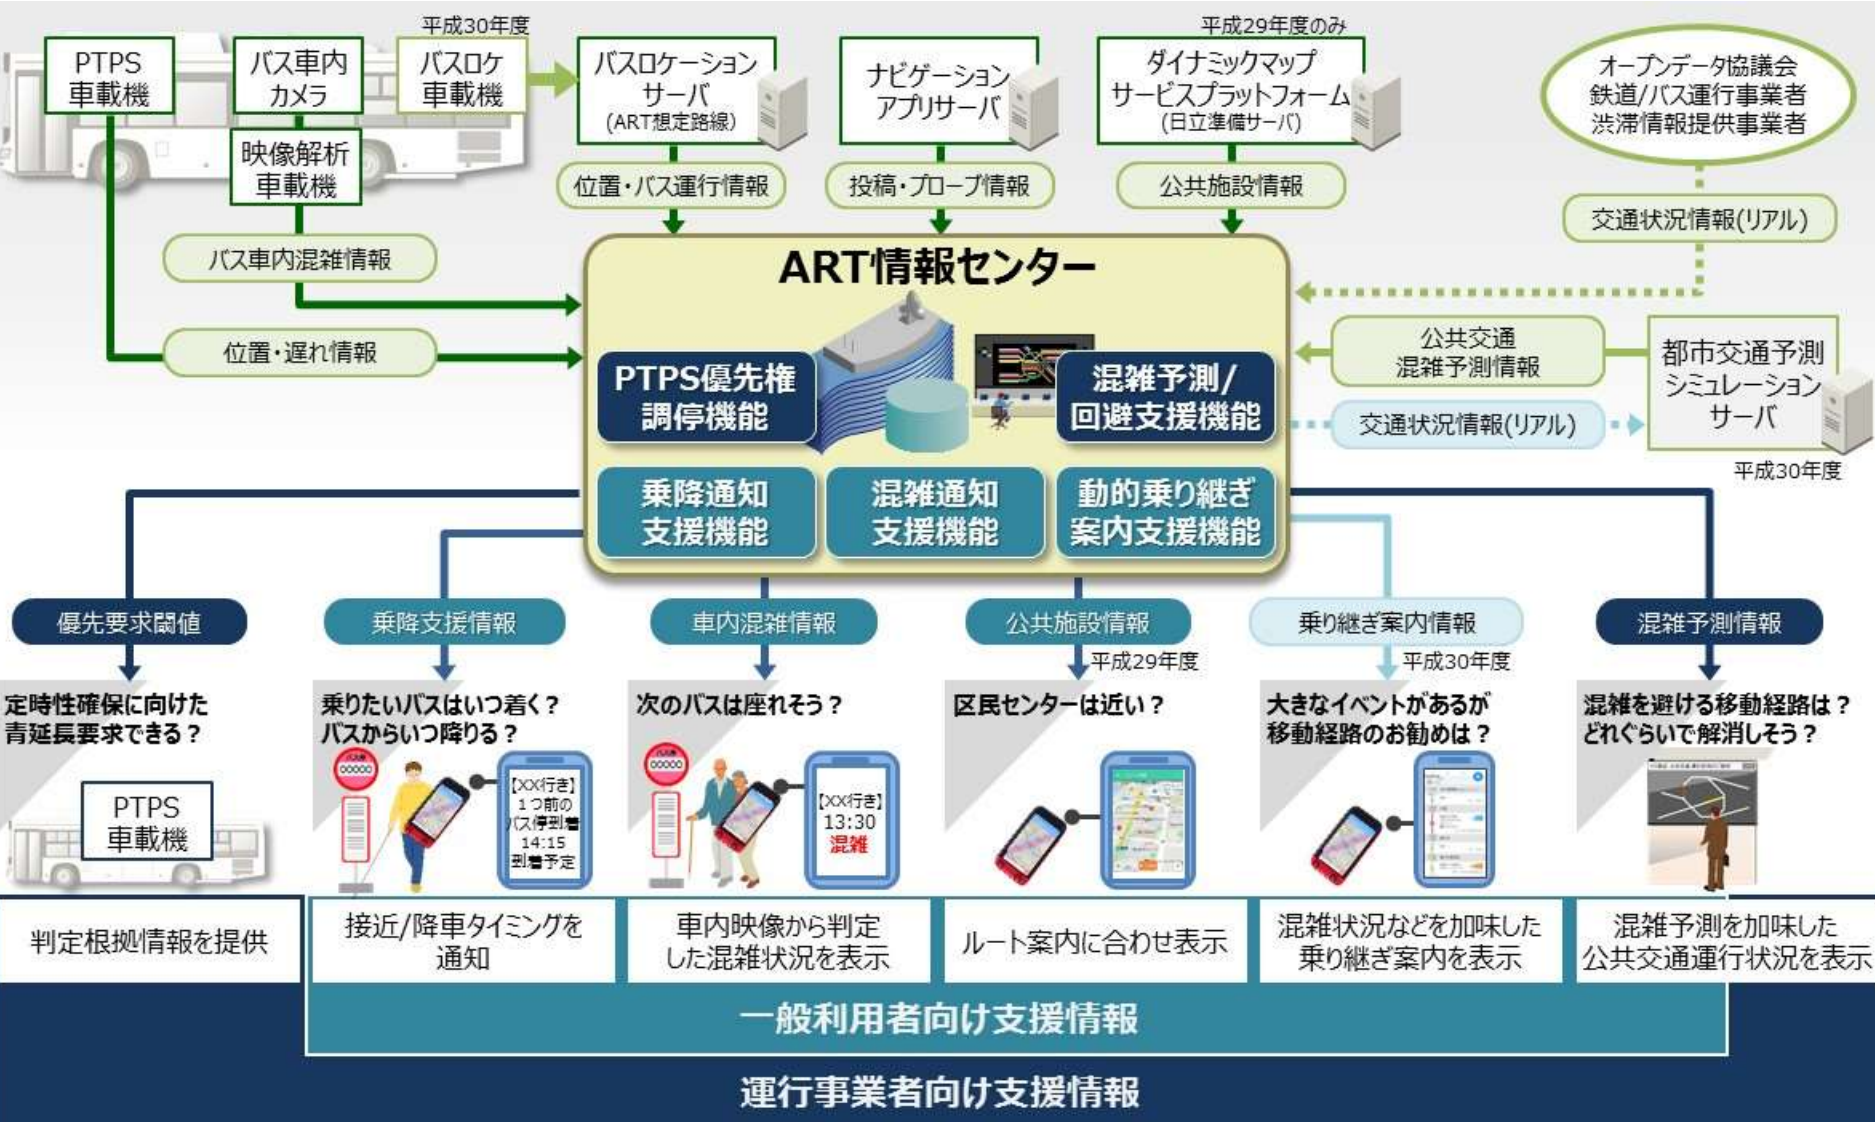 平成30年度
平成29年度のみ
PTPS
車載機
バス車内
カメラ
バスロケ
車載機
映像解析
車載機
バスロケーション
サーバ
(ART想定路線)
ナビゲーション
アプリサーバ
ダイナミックマップ
サービスプラットフォーム
(日立準備サーバ)
オープンデータ協議会
鉄道/バス運行事業者
渋滞情報提供事業者
位置・バス運行情報
投稿・プローブ情報
公共施設情報
交通状況情報(リアル)
バス車内混雑情報
位置・遅れ情報
ART情報センター
PTPS優先権
調停機能
混雑予測/
回避支援機能
乗降通知
支援機能
混雑通知
支援機能
動的乗り継ぎ
案内支援機能
公共交通
混雑予測情報
交通状況情報(リアル)
都市交通予測
シミュレーション
サーバ
平成30年度
優先要求閾値
乗降支援情報
車内混雑情報
公共施設情報
乗り継ぎ案内情報
混雑予測情報
平成29年度
平成30年度
定時性確保に向けた
青延長要求できる？
乗りたいバスはいつ着く？
バスからいつ降りる？
次のバスは座れそう？
区民センターは近い？
大きなイベントがあるが
移動経路のお勧めは？
混雑を避ける移動経路は？
どれぐらいで解消しそう？
PTPS
車載機
バス停
00000
【XX行き】
1つ前の
バス停到着
14:15
到着予定
バス停
00000
【XX行き】
13:30
混雑
判定根拠情報を提供
接近/降車タイミングを
通知
車内映像から判定
した混雑状況を表示
ルート案内に合わせ表示
混雑状況などを加味した
乗り継ぎ案内を表示
混雑予測を加味した
公共交通運行状況を表示
一般利用者向け支援情報
運行事業者向け支援情報